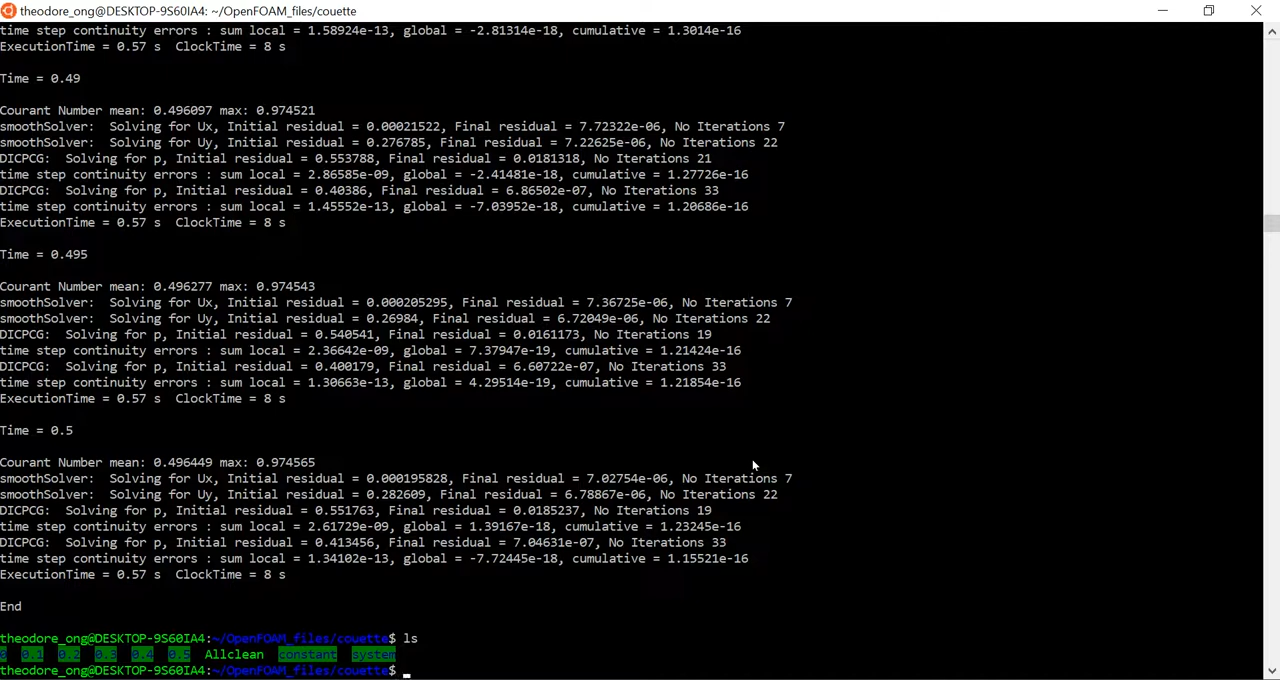 theodore_ong@DESKTOP-9S60IA4: ~/OpenFOAM_files/couette
time step continuity errors : sum local = 1.58924e-13, global = -2.81314e-18, cumulative = 1.3014e-16
ExecutionTime = 0.57 s  ClockTime = 8 s
Time = 0.49
Courant Number mean: 0.496097 max: 0.974521
smoothSolver:  Solving for Ux, Initial residual = 0.00021522, Final residual = 7.72322e-06, No Iterations 7
smoothSolver:  Solving for Uy, Initial residual = 0.276785, Final residual = 7.22625e-06, No Iterations 22
DICPCG:  Solving for p, Initial residual = 0.553788, Final residual = 0.0181318, No Iterations 21
time step continuity errors : sum local = 2.86585e-09, global = -2.41481e-18, cumulative = 1.27726e-16
DICPCG:  Solving for p, Initial residual = 0.40386, Final residual = 6.86502e-07, No Iterations 33
time step continuity errors : sum local = 1.45552e-13, global = -7.03952e-18, cumulative = 1.20686e-16
ExecutionTime = 0.57 s  ClockTime = 8 s
Time = 0.495
Courant Number mean: 0.496277 max: 0.974543
smoothSolver:  Solving for Ux, Initial residual = 0.000205295, Final residual = 7.36725e-06, No Iterations 7
smoothSolver:  Solving for Uy, Initial residual = 0.26984, Final residual = 6.72049e-06, No Iterations 22
DICPCG:  Solving for p, Initial residual = 0.540541, Final residual = 0.0161173, No Iterations 19
time step continuity errors : sum local = 2.36642e-09, global = 7.37947e-19, cumulative = 1.21424e-16
DICPCG:  Solving for p, Initial residual = 0.400179, Final residual = 6.60722e-07, No Iterations 33
time step continuity errors : sum local = 1.30663e-13, global = 4.29514e-19, cumulative = 1.21854e-16
ExecutionTime = 0.57 s  ClockTime = 8 s
Time = 0.5
Courant Number mean: 0.496449 max: 0.974565
smoothSolver:  Solving for Ux, Initial residual = 0.000195828, Final residual = 7.02754e-06, No Iterations 7
smoothSolver:  Solving for Uy, Initial residual = 0.282609, Final residual = 6.78867e-06, No Iterations 22
DICPCG:  Solving for p, Initial residual = 0.551763, Final residual = 0.0185237, No Iterations 19
time step continuity errors : sum local = 2.61729e-09, global = 1.39167e-18, cumulative = 1.23245e-16
DICPCG:  Solving for p, Initial residual = 0.413456, Final residual = 7.04631e-07, No Iterations 33
time step continuity errors : sum local = 1.34102e-13, global = -7.72445e-18, cumulative = 1.15521e-16
ExecutionTime = 0.57 s  ClockTime = 8 s
End
theodore_ong@DESKTOP-9S60IA4:~/OpenFOAM_files/couette$ ls
0  0.1  0.2  0.3  0.4  0.5  Allclean  constant  system
theodore_ong@DESKTOP-9S60IA4:~/OpenFOAM_files/couette$